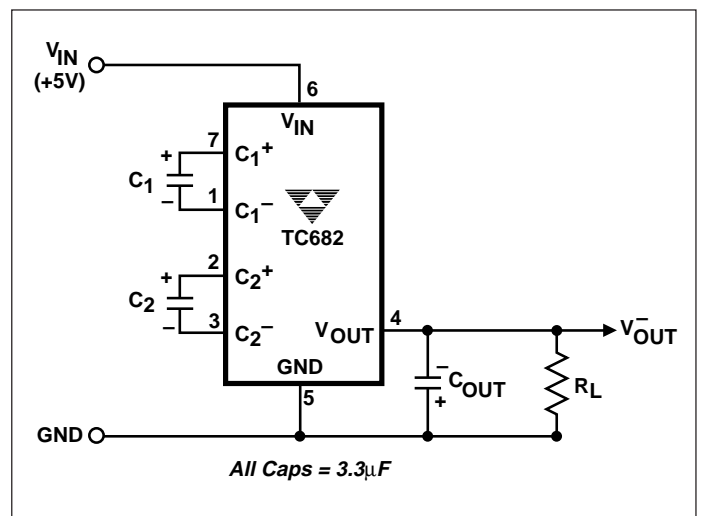 VIN
(+5V)
6
VIN
7
+
C1
–
1
C1+
C1–
TC682
2
+
C2
–
3
C2+
C2–
VOUT
4
V–OUT
GND
5
–
COUT
+
RL
GND
All Caps = 3.3µF